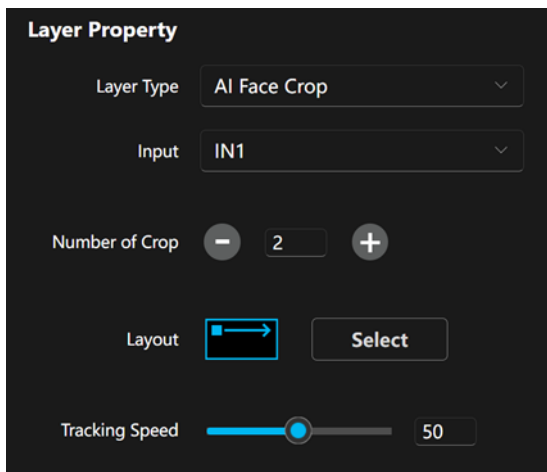 Layer Property
Layer Type AI Face Crop
Input IN1
Number of Crop 2
Layout Select
Tracking Speed 50